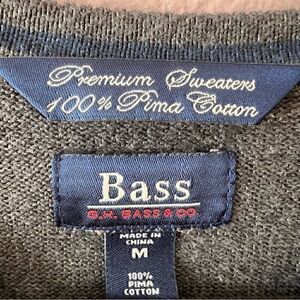 Premium Sweaters
100% Pima Cotton
Bass
G.H. BASS & CO
MADE IN
CHINA
M
100%
PIMA
COTTON